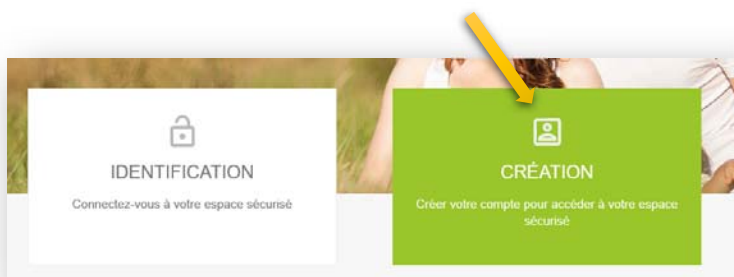 IDENTIFICATION
Connectez-vous à votre espace sécurisé
CRÉATION
Créer votre compte pour accéder à votre espace
sécurisé